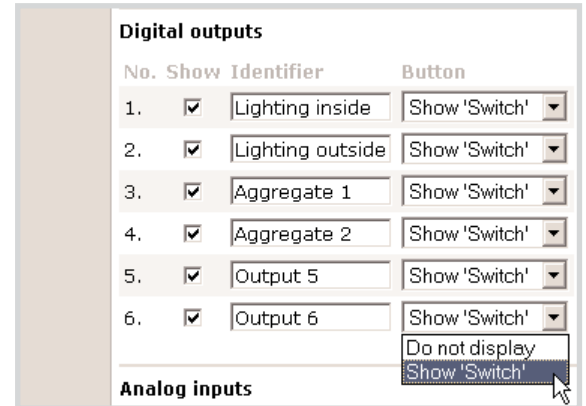 Digital outputs
No. Show Identifier Button
1. Lighting inside Show 'Switch'
2. Lighting outside Show 'Switch'
3. Aggregate 1 Show 'Switch'
4. Aggregate 2 Show 'Switch'
5. Output 5 Show 'Switch'
6. Output 6 Show 'Switch'
Do not display
Show 'Switch'
Analog inputs